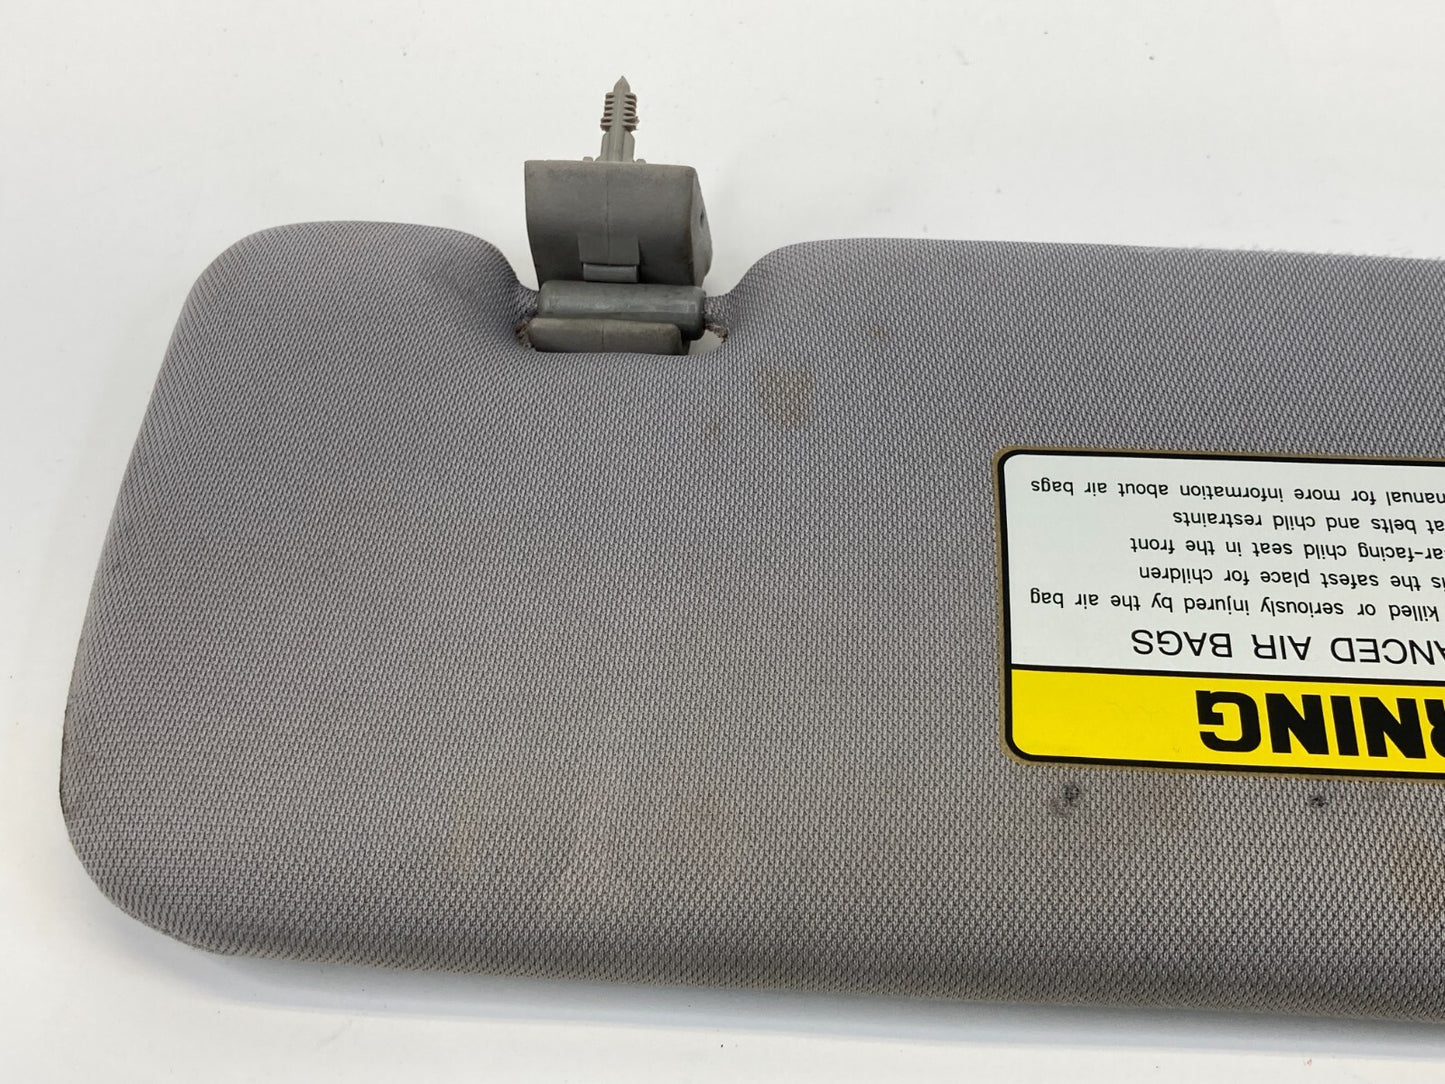 RNING
ANCED AIR BAGS
killed or seriously injured by the air bag
is the safest place for children
ar-facing child seat in the front
at belts and child restraints
manual for more information about air bags